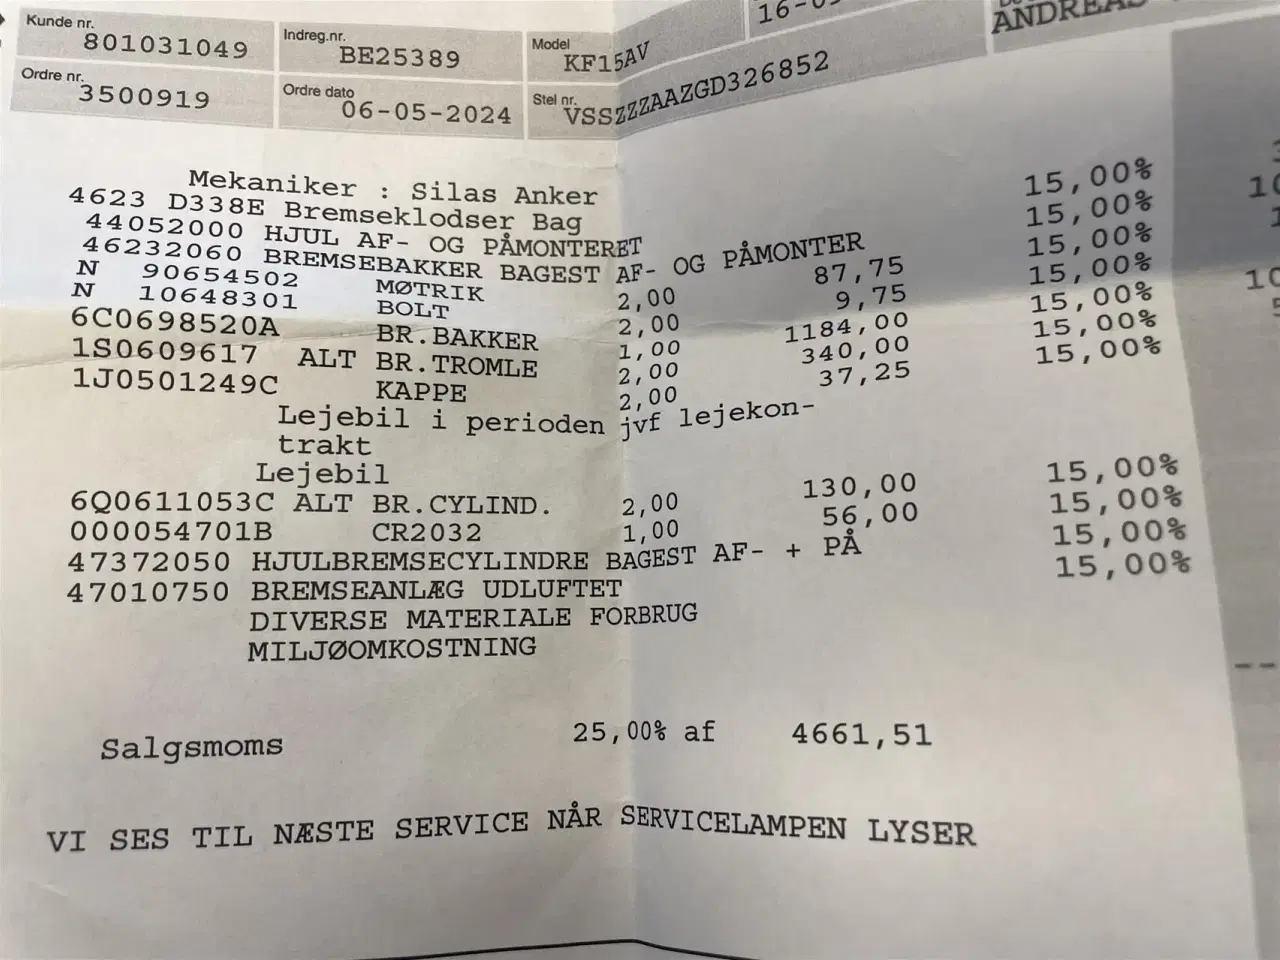 Kunde nr. 801031049 Indreg.nr. BE25389 Model KF15AV
Ordre nr. 3500919 Ordre dato 06-05-2024 Stel nr. VSSZZZAAZGD326852
ANDREAS
Mekaniker : Silas Anker
4623 D338E Bremseklodser Bag 15,00%
44052000 HJUL AF- OG PÅMONTERET 15,00%
46232060 BREMSEBAKKER BAGEST AF- OG PÅMONTER 15,00%
N 90654502 MØTRIK 2,00 87,75 15,00%
N 10648301 BOLT 2,00 9,75 15,00%
6C0698520A BR.BAKKER 1,00 1184,00 15,00%
1S0609617 ALT BR.TROMLE 2,00 340,00 15,00%
1J0501249C KAPPE 2,00 37,25
Lejebil i perioden jvf lejekon-
trakt
Lejebil
6Q0611053C ALT BR.CYLIND. 2,00 130,00 15,00%
000054701B CR2032 1,00 56,00 15,00%
47372050 HJULBREMSECYLINDRE BAGEST AF- + PÅ 15,00%
47010750 BREMSEANLÆG UDLUFTET 15,00%
DIVERSE MATERIALE FORBRUG
MILJØOMKOSTNING
Salgsmoms 25,00% af 4661,51
VI SES TIL NÆSTE SERVICE NÅR SERVICELAMPEN LYSER